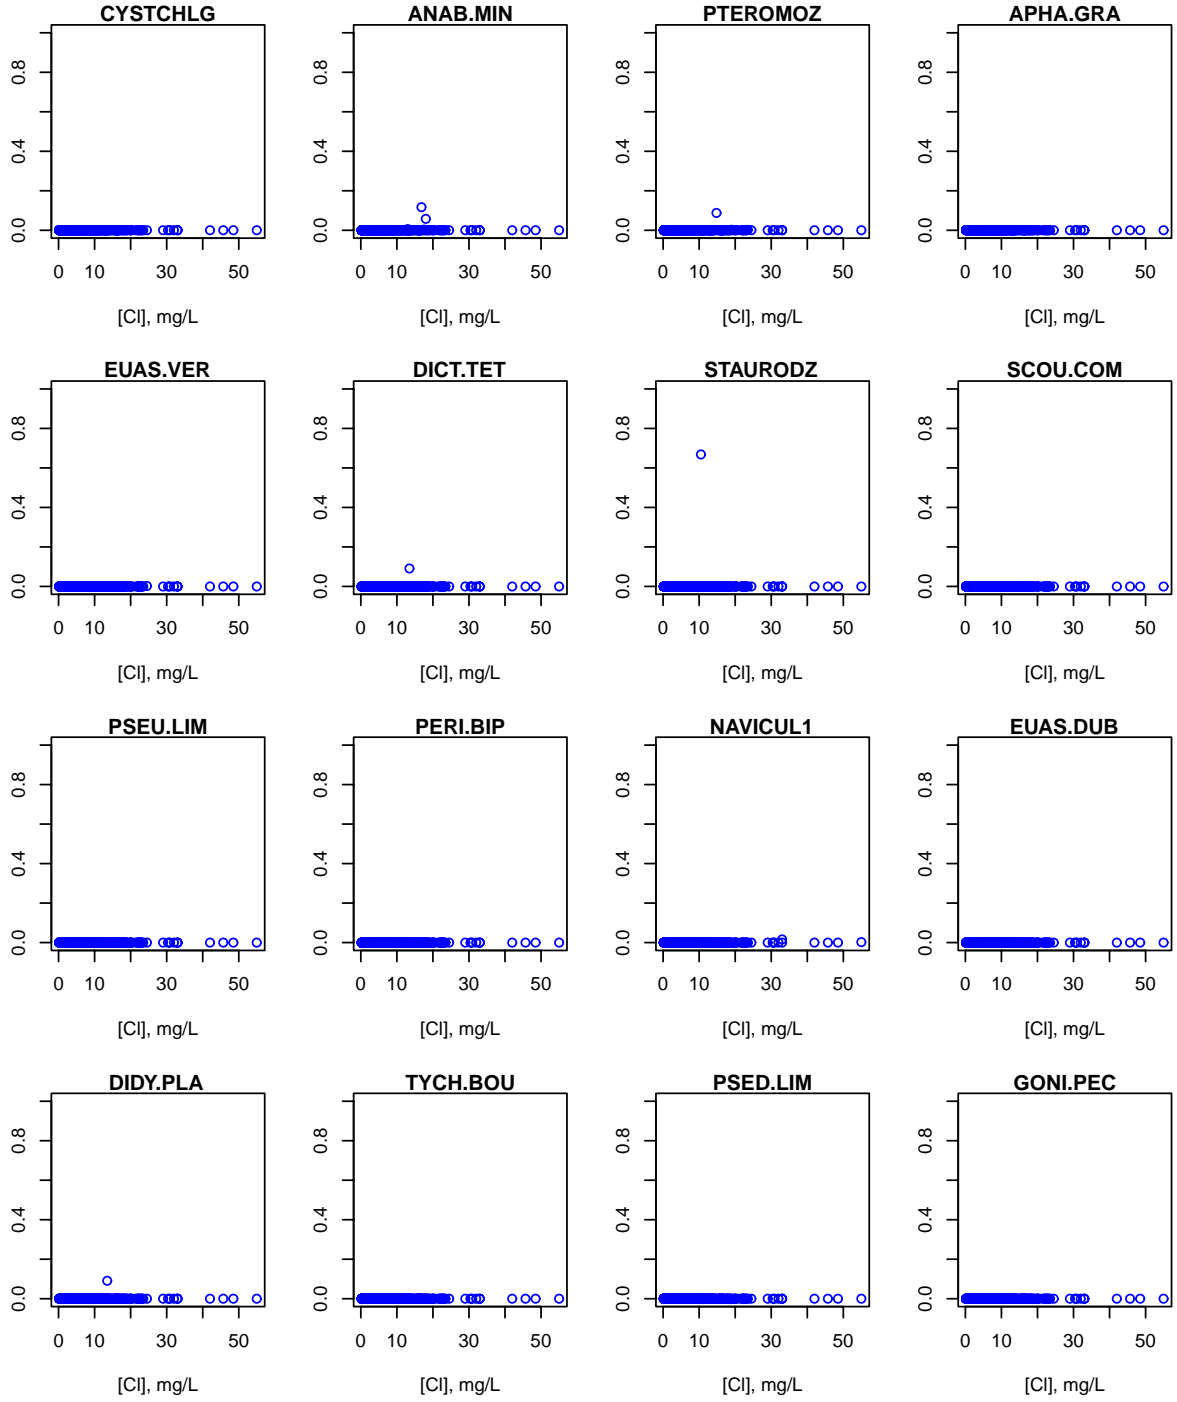 CYSTCHLG ANAB.MIN PTEROMOZ APHA.GRA
0.8 0.8 0.8 0.8
0.4 0.4 0.4 0.4
0.0 0.0 0.0 0.0
0 10 30 50 0 10 30 50 0 10 30 50 0 10 30 50
[Cl], mg/L [Cl], mg/L [Cl], mg/L [Cl], mg/L
EUAS.VER DICT.TET STAURODZ SCOU.COM
0.8 0.8 0.8 0.8
0.4 0.4 0.4 0.4
0.0 0.0 0.0 0.0
0 10 30 50 0 10 30 50 0 10 30 50 0 10 30 50
[Cl], mg/L [Cl], mg/L [Cl], mg/L [Cl], mg/L
PSEU.LIM PERI.BIP NAVICUL1 EUAS.DUB
0.8 0.8 0.8 0.8
0.4 0.4 0.4 0.4
0.0 0.0 0.0 0.0
0 10 30 50 0 10 30 50 0 10 30 50 0 10 30 50
[Cl], mg/L [Cl], mg/L [Cl], mg/L [Cl], mg/L
DIDY.PLA TYCH.BOU PSED.LIM GONI.PEC
0.8 0.8 0.8 0.8
0.4 0.4 0.4 0.4
0.0 0.0 0.0 0.0
0 10 30 50 0 10 30 50 0 10 30 50 0 10 30 50
[Cl], mg/L [Cl], mg/L [Cl], mg/L [Cl], mg/L